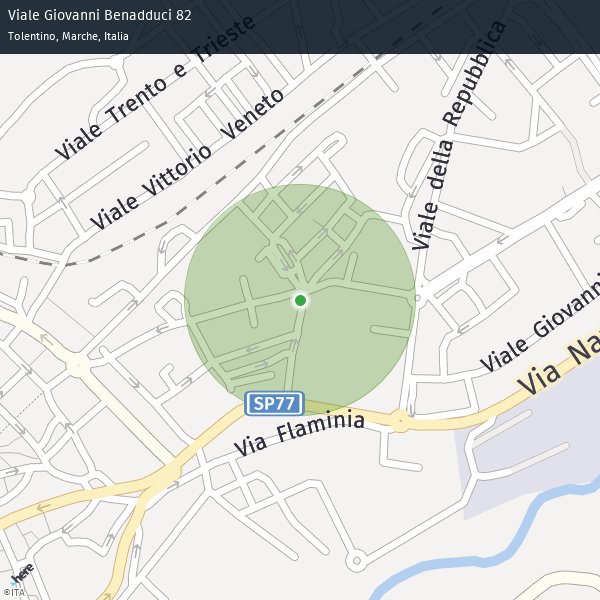 Viale Giovanni Benadduci 82
Tolentino, Marche, Italia
Viale Trento e Trieste
Viale Vittorio Veneto
Viale della Repubblica
Viale Giovanni
Via Na
SP77
Via Flaminia
here
©ITA